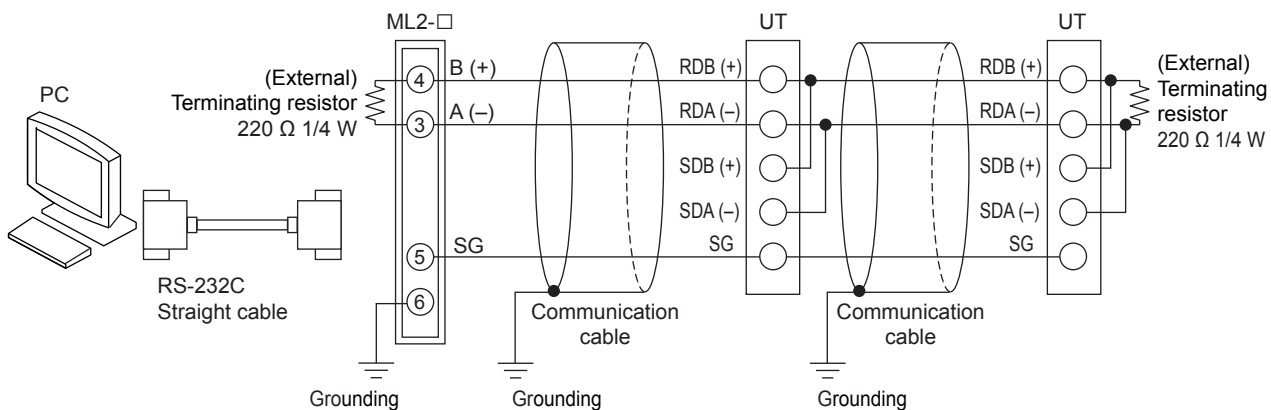 ML2-□
UT
UT
PC
(External)
Terminating resistor
220 Ω 1/4 W
4
B (+)
3
A (–)
5
SG
6
RDB (+)
RDA (–)
SDB (+)
SDA (–)
SG
RDB (+)
RDA (–)
SDB (+)
SDA (–)
SG
(External)
Terminating
resistor
220 Ω 1/4 W
RS-232C
Straight cable
Communication
cable
Communication
cable
Grounding
Grounding
Grounding